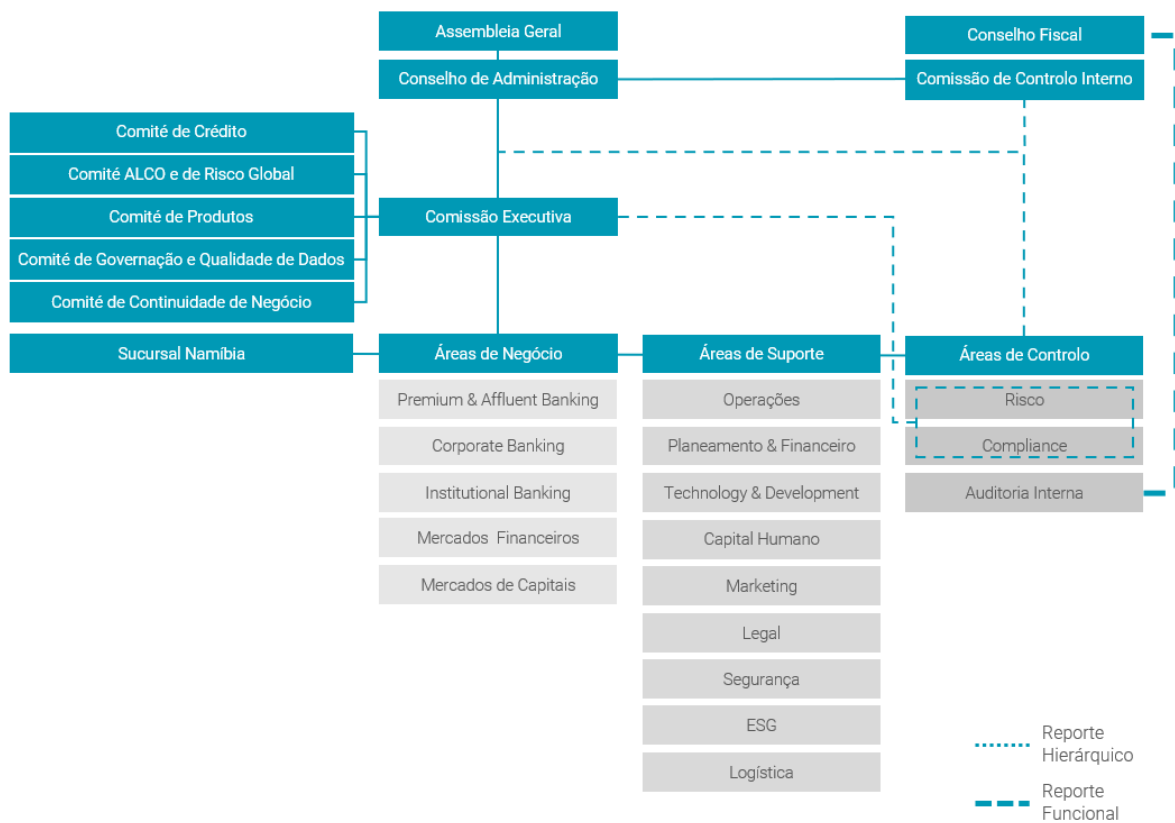 Assembleia Geral
Conselho Fiscal
Conselho de Administração
Comissão de Controlo Interno
Comité de Crédito
Comité ALCO e de Risco Global
Comité de Produtos
Comissão Executiva
Comité de Governação e Qualidade de Dados
Comité de Continuidade de Negócio
Sucursal Namíbia
Áreas de Negócio
Áreas de Suporte
Áreas de Controlo
Premium & Affluent Banking
Operações
Risco
Corporate Banking
Planeamento & Financeiro
Compliance
Institutional Banking
Technology & Development
Auditoria Interna
Mercados Financeiros
Capital Humano
Mercados de Capitais
Marketing
Legal
Segurança
ESG
Logística
Reporte
Hierárquico
Reporte
Funcional